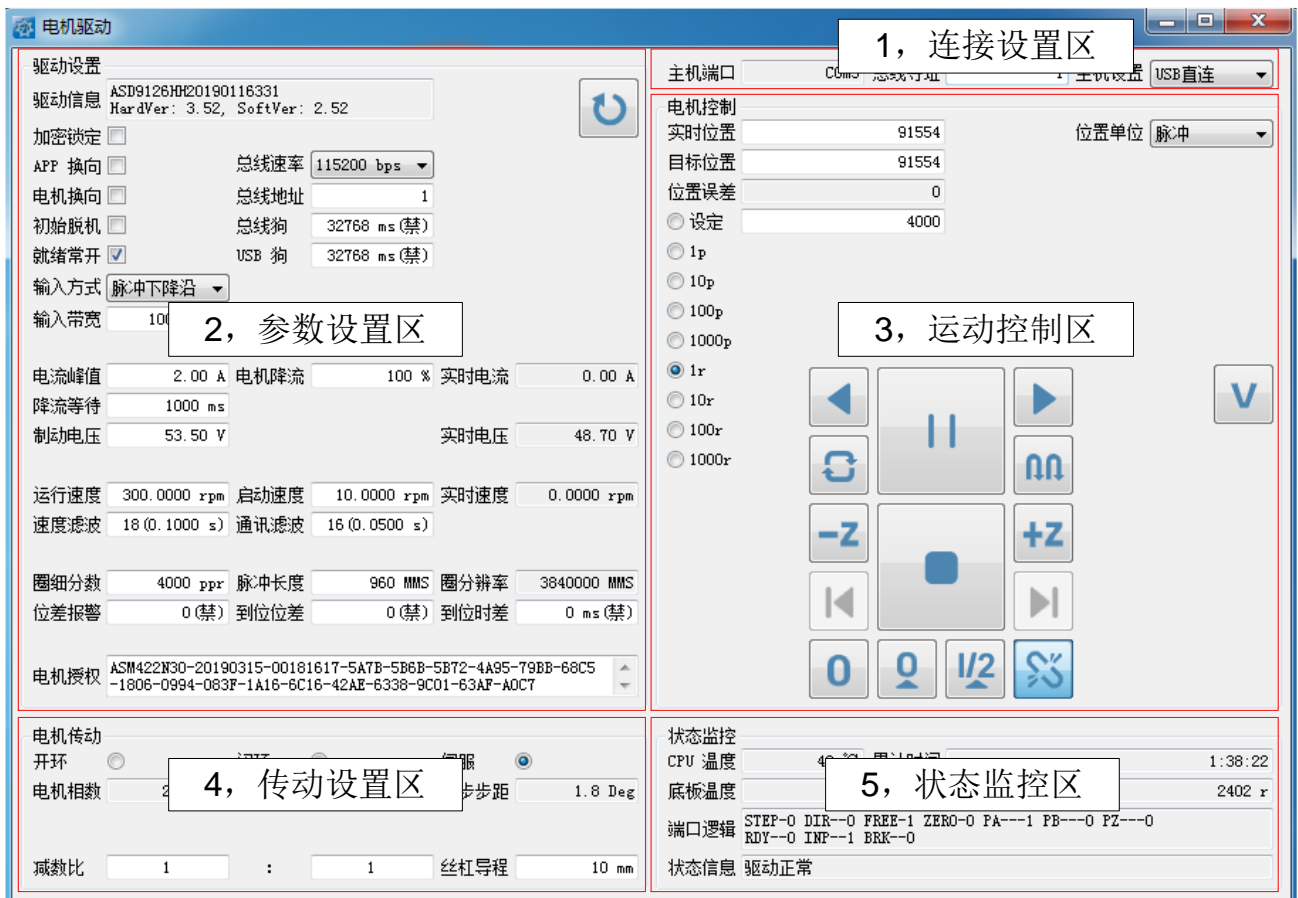 电机驱动
1，连接设置区
驱动设置
驱动信息 ASD9126HH20190116331
HardVer: 3.52, SoftVer: 2.52
加密锁定
APP 换向 总线速率 115200 bps
电机换向 总线地址 1
初始脱机 总线狗 32768 ms(禁)
就绪常开 USB 狗 32768 ms(禁)
输入方式 脉冲下降沿
输入带宽
2，参数设置区
电流峰值 2.00 A 电机降流 100 % 实时电流 0.00 A
降流等待 1000 ms
制动电压 53.50 V 实时电压 48.70 V
运行速度 300.0000 rpm 启动速度 10.0000 rpm 实时速度 0.0000 rpm
速度滤波 18(0.1000 s) 通讯滤波 16(0.0500 s)
圈细分数 4000 ppr 脉冲长度 960 MMS 圈分辨率 3840000 MMS
位差报警 0(禁) 到位位差 0(禁) 到位时差 0 ms(禁)
电机授权 ASM422N30-20190315-00181617-5A7B-5B6B-5B72-4A95-79BB-68C5
-1806-0994-083F-1A16-6C16-42AE-6338-9C01-63AF-A0C7
主机端口 COM3 总线寻址 1 主机设置 USB直连
电机控制
实时位置 91554 位置单位 脉冲
目标位置 91554
位置误差 0
设定 4000
1p
10p
100p
1000p
3，运动控制区
1r
10r
100r
1000r
V
-Z +Z
0 0 1/2
电机传动
开环 闭环 伺服
电机相数 2 步距 1.8 Deg
4，传动设置区
减数比 1 : 1 丝杠导程 10 mm
状态监控
CPU 温度 累计时间 1:38:22
底板温度 2402 r
5，状态监控区
端口逻辑 STEP-0 DIR--0 FREE-1 ZERO-0 PA---1 PB---0 PZ---0
RDY--0 INP--1 BRK--0
状态信息 驱动正常